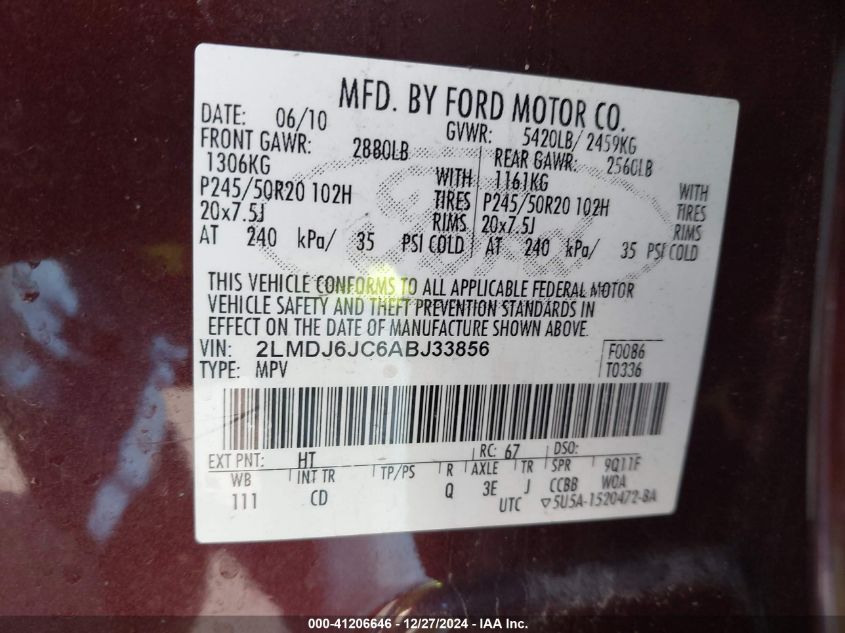 MFD. BY FORD MOTOR CO.
DATE: 06/10 GVWR: 5420LB/ 2459KG
FRONT GAWR: 2880LB REAR GAWR: 2560LB
1306KG WITH 1161KG WITH
P245/50R20 102H TIRES P245/50R20 102H TIRES
20x7.5J RIMS 20x7.5J RIMS
AT 240 kPa/ 35 PSI COLD AT 240 kPa/ 35 PSI COLD
THIS VEHICLE CONFORMS TO ALL APPLICABLE FEDERAL MOTOR
VEHICLE SAFETY AND THEFT PREVENTION STANDARDS IN
EFFECT ON THE DATE OF MANUFACTURE SHOWN ABOVE.
VIN: 2LMDJ6JC6ABJ33856 F0086
TYPE: MPV T0336
EXT PNT: HT RC: 67 DSO:
WB INT TR TP/PS R AXLE TR SPR 9Q11F
111 CD Q 3E J CCBB WOA
UTC 5U5A-1520472-BA
000-41206646 - 12/27/2024 - IAA Inc.